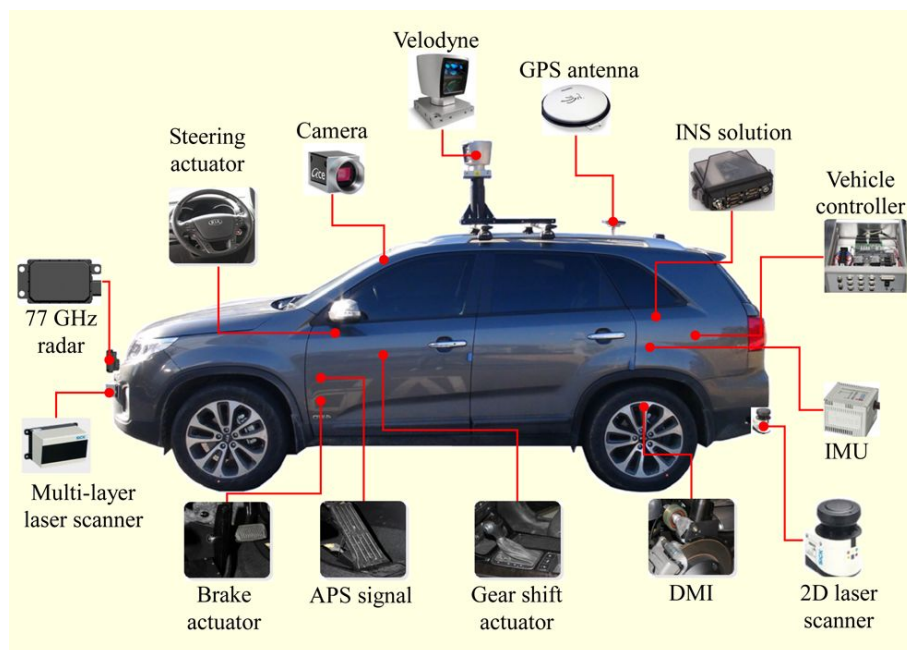 Velodyne
GPS antenna
Camera
INS solution
Steering
actuator
Vehicle
controller
77 GHz
radar
IMU
Multi-layer
laser scanner
Brake
actuator
APS signal
Gear shift
actuator
DMI
2D laser
scanner